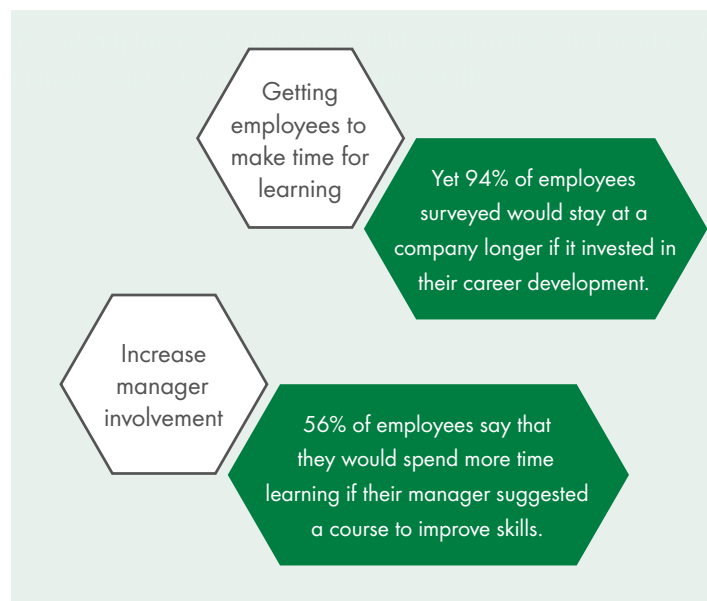 Getting
employees to
make time for
learning
Yet 94% of employees
surveyed would stay at a
company longer if it invested in
their career development.
Increase
manager
involvement
56% of employees say that
they would spend more time
learning if their manager suggested
a course to improve skills.